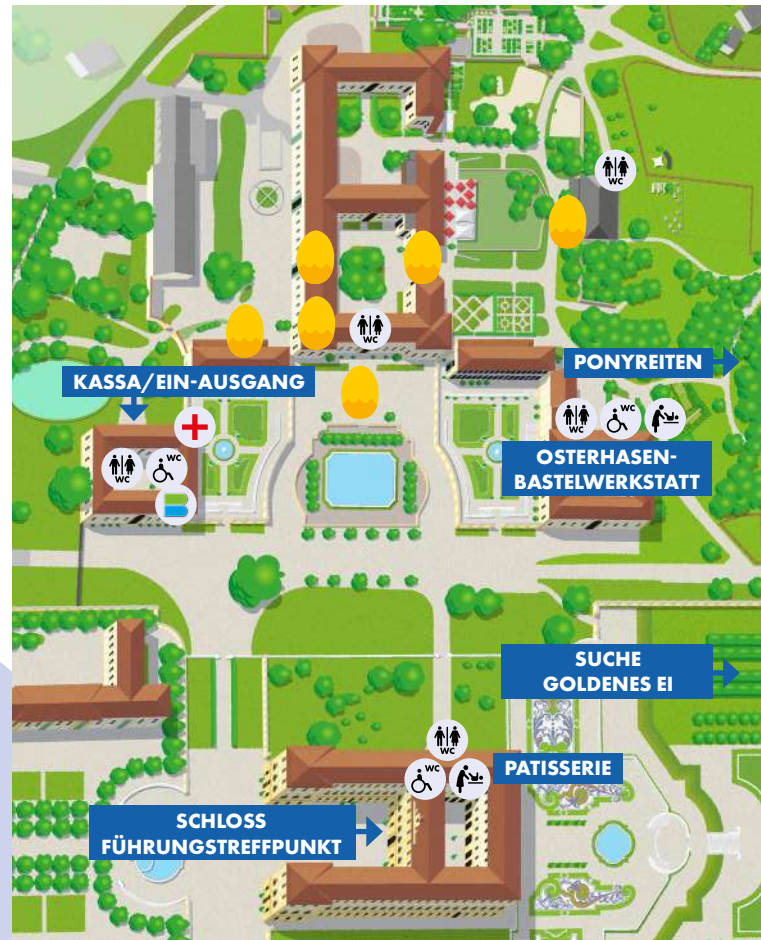 WC
WC
PONYREITEN
KASSA/EIN-AUSGANG
WC
WC
WC
WC
OSTERHASEN-
BASTELWERKSTATT
SUCHE
GOLDENES EI
WC
WC
PATISSERIE
SCHLOSS
FÜHRUNGSTREFFPUNKT